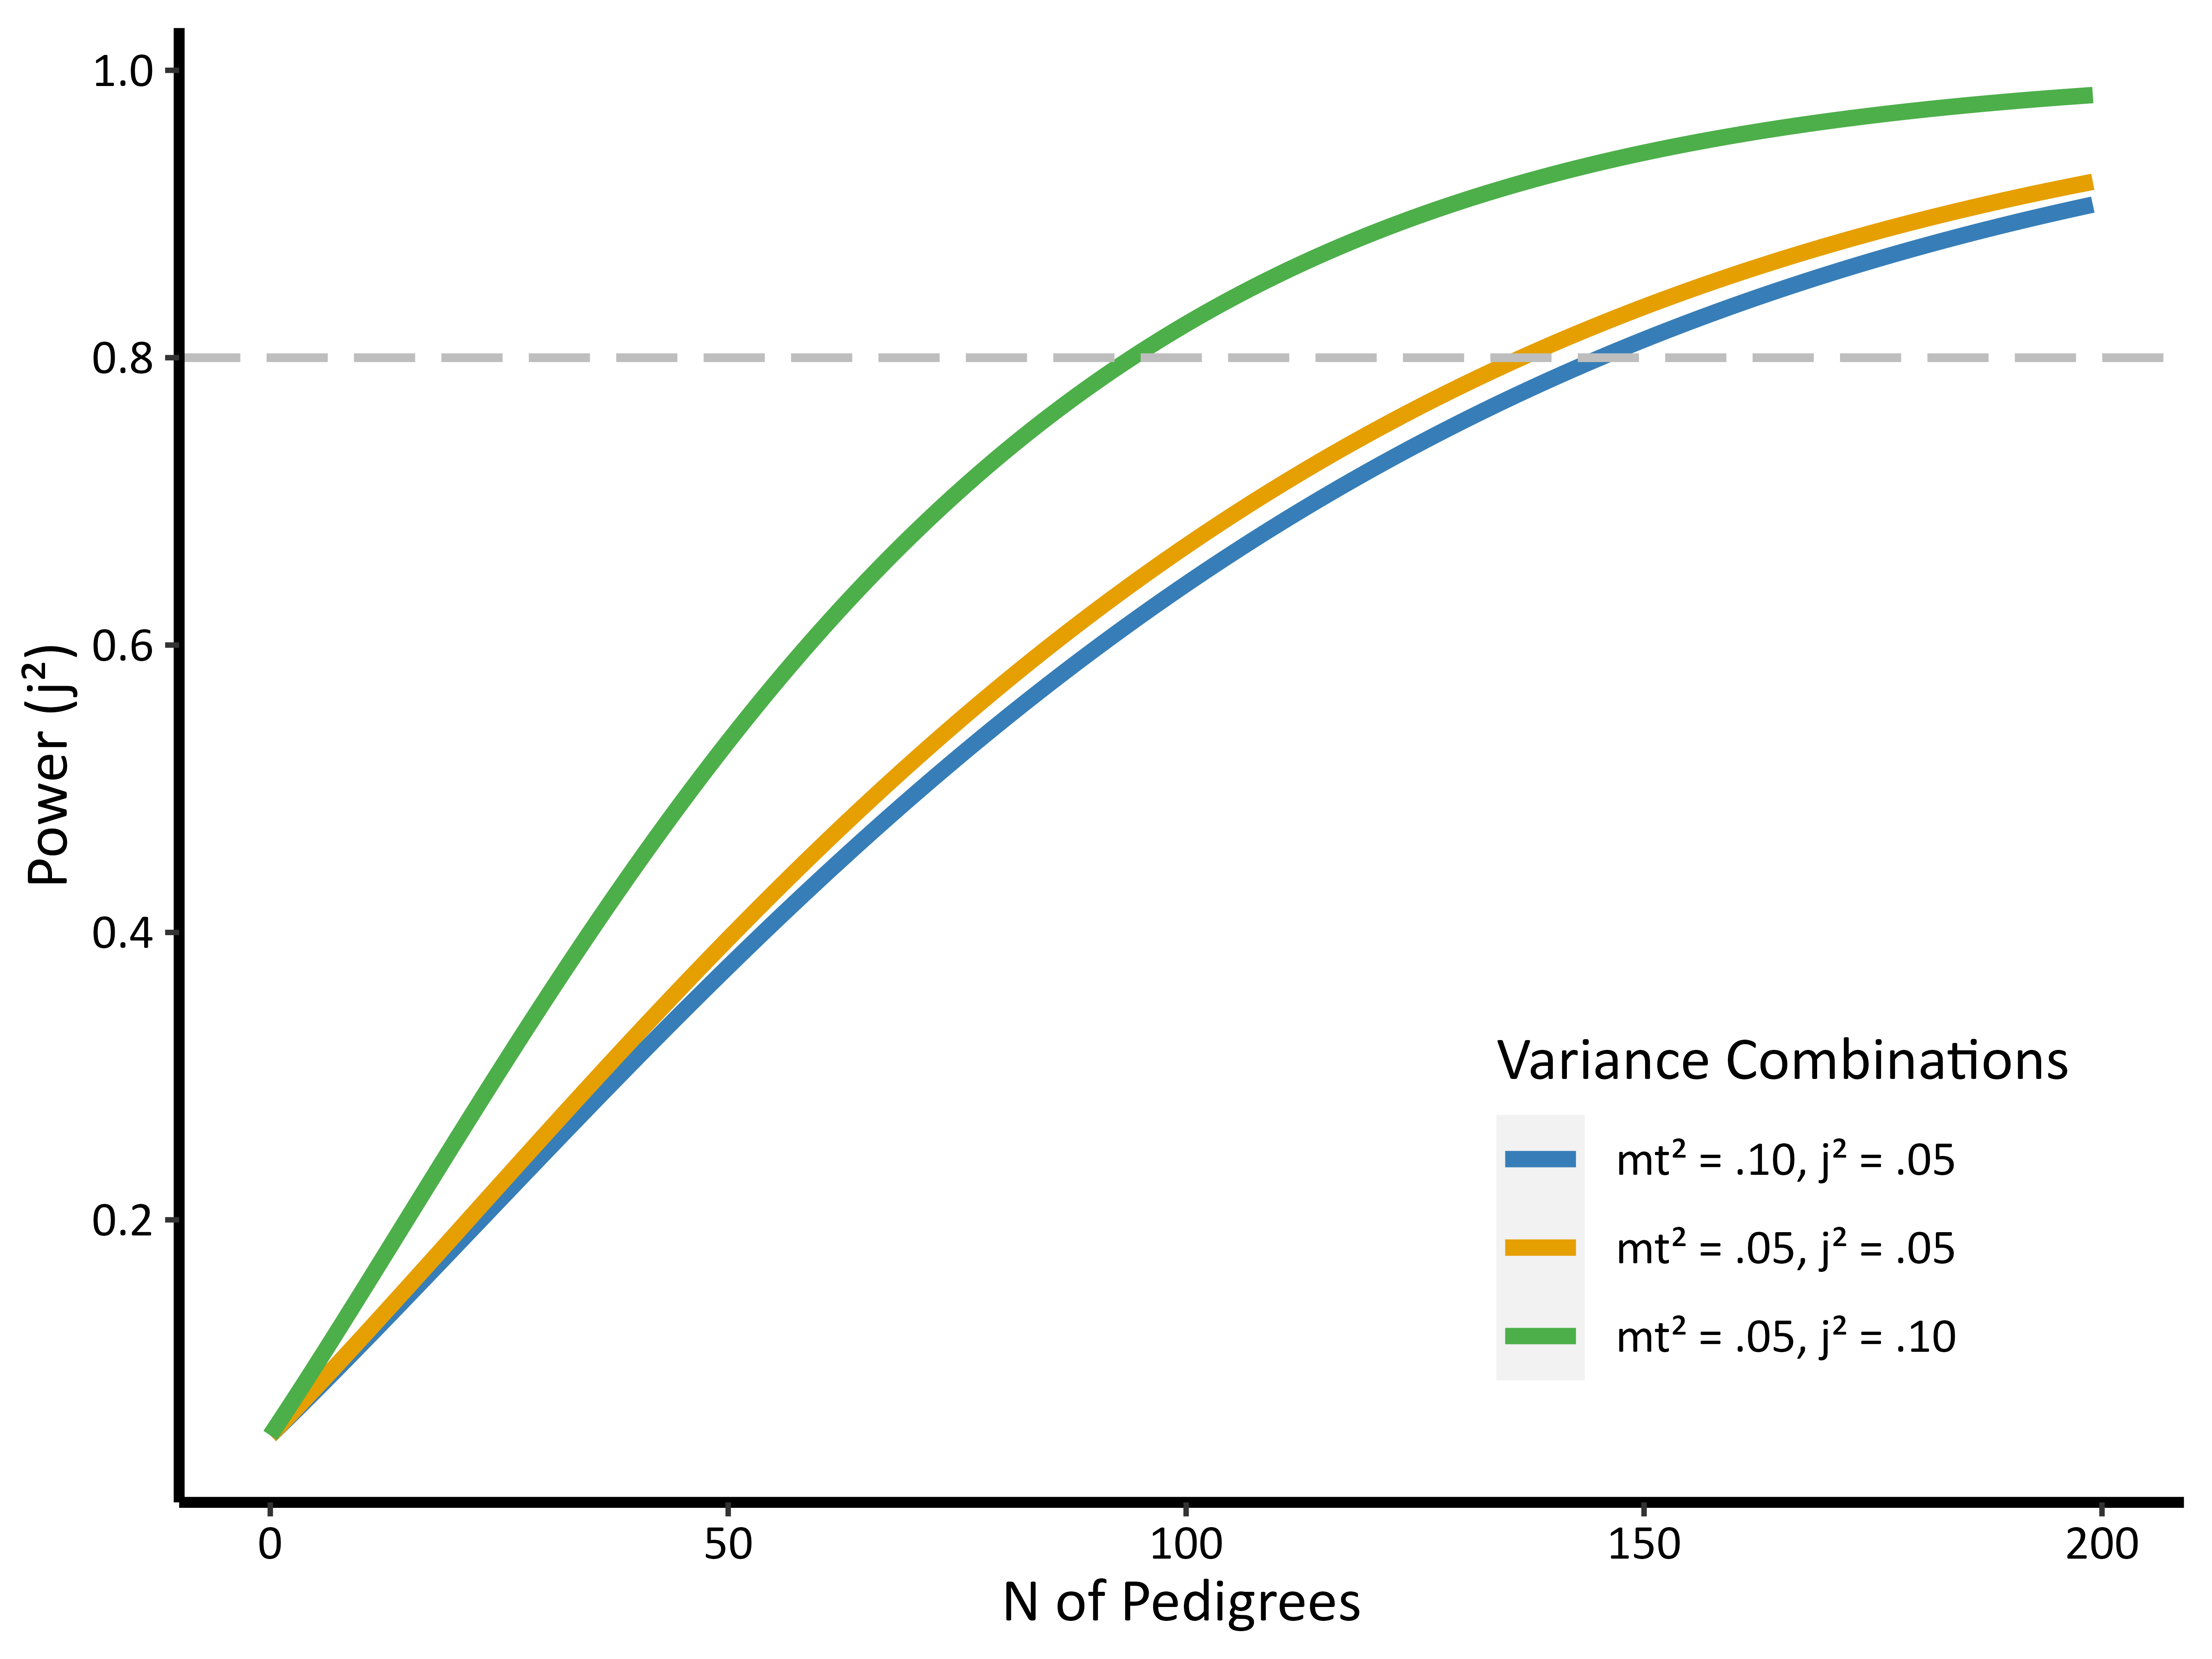 1.0
0.8
0.6
0.4
0.2
Power (j²)
0
50
100
150
200
N of Pedigrees
Variance Combinations
mt² = .10, j² = .05
mt² = .05, j² = .05
mt² = .05, j² = .10